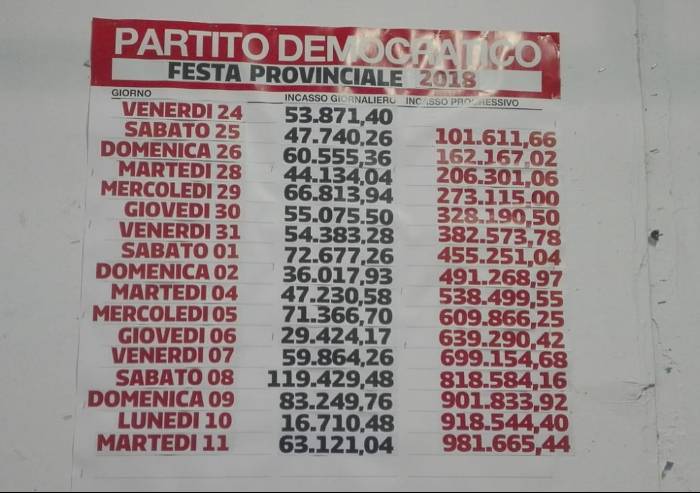 PARTITO DEMOCRATICO
FESTA PROVINCIALE 2018
GIORNO INCASSO GIORNALIERO INCASSO PROGRESSIVO
VENERDI 24 53.871,40
SABATO 25 47.740,26 101.611,66
DOMENICA 26 60.555,36 162.167,02
MARTEDI 28 44.134,04 206.301,06
MERCOLEDI 29 66.813,94 273.115,00
GIOVEDI 30 55.075,50 328.190,50
VENERDI 31 54.383,28 382.573,78
SABATO 01 72.677,26 455.251,04
DOMENICA 02 36.017,93 491.268,97
MARTEDI 04 47.230,58 538.499,55
MERCOLEDI 05 71.366,70 609.866,25
GIOVEDI 06 29.424,17 639.290,42
VENERDI 07 59.864,26 699.154,68
SABATO 08 119.429,48 818.584,16
DOMENICA 09 83.249,76 901.833,92
LUNEDI 10 16.710,48 918.544,40
MARTEDI 11 63.121,04 981.665,44